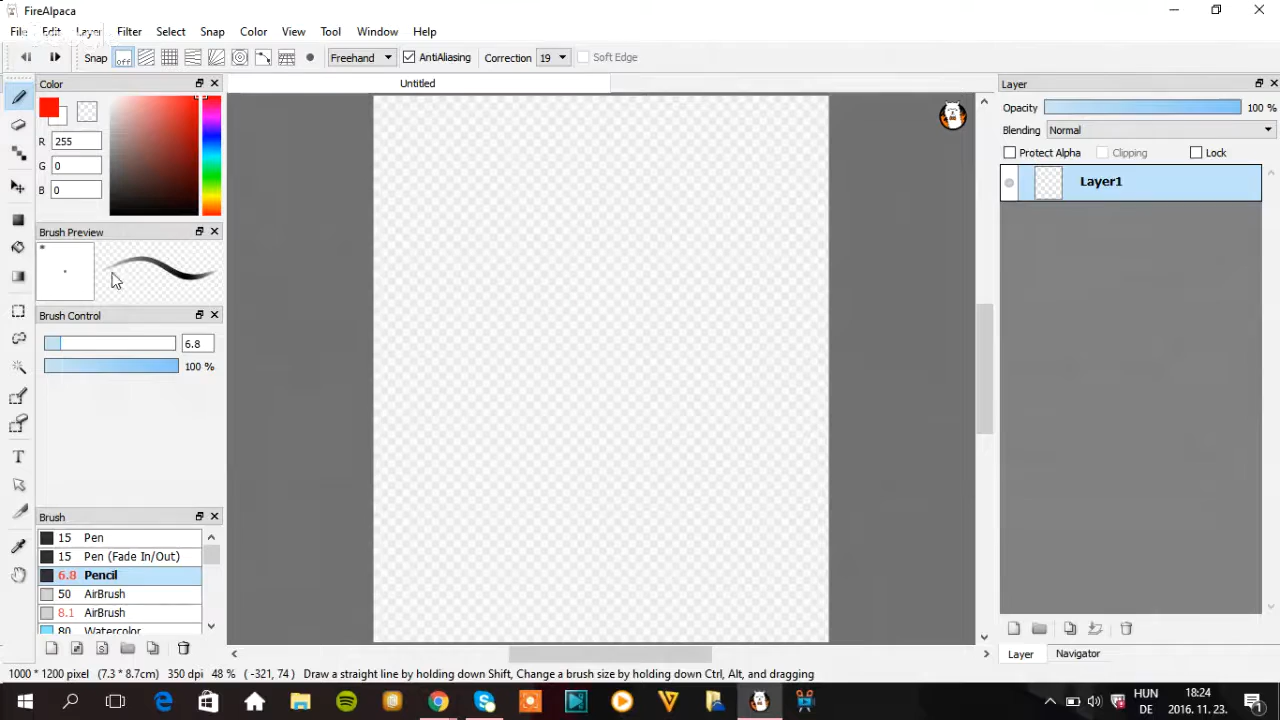 FireAlpaca
File Edit Layer Filter Select Snap Color View Tool Window Help
Snap off Freehand AntiAliasing Correction 19 Soft Edge
Color Untitled Layer
Opacity 100 %
R 255 Blending Normal
G 0 Protect Alpha Clipping Lock
B 0 Layer1
Brush Preview
Brush Control
6.8
100 %
Brush
15 Pen
15 Pen (Fade In/Out)
6.8 Pencil
50 AirBrush
8.1 AirBrush
80 Watercolor
Layer Navigator
1000 * 1200 pixel (7.3 * 8.7cm) 350 dpi 48 % ( -321, 74 ) Draw a straight line by holding down Shift, Change a brush size by holding down Ctrl, Alt, and dragging
HUN 18:24
DE 2016. 11. 23. 1